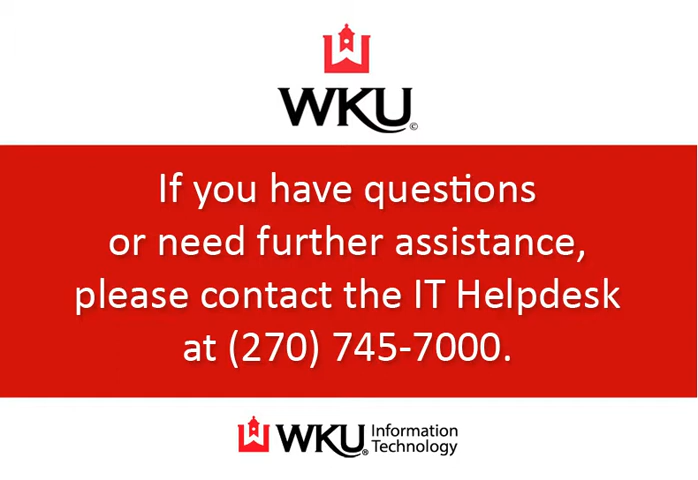 WKU©
If you have questions
or need further assistance,
please contact the IT Helpdesk
at (270) 745-7000.
WKU® Information
Technology